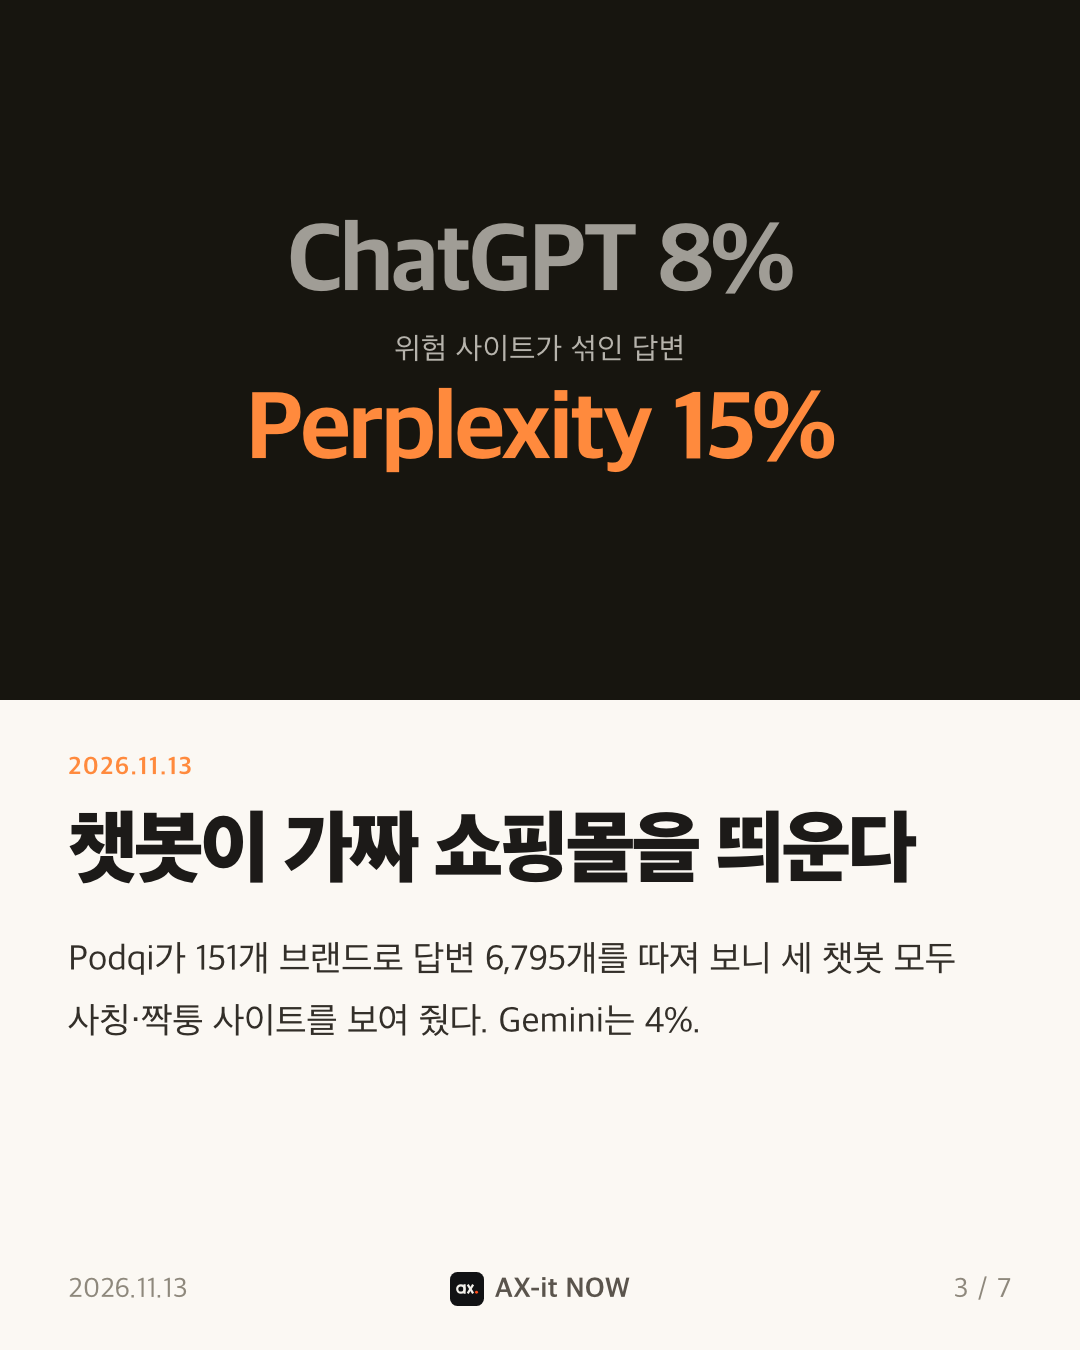 ChatGPT 8%
위험 사이트가 섞인 답변
Perplexity 15%
2026.11.13
챗봇이 가짜 쇼핑몰을 띄운다
Podqi가 151개 브랜드로 답변 6,795개를 따져 보니 세 챗봇 모두
사칭·짝퉁 사이트를 보여 줬다. Gemini는 4%.
2026.11.13
ax. AX-it NOW
3 / 7